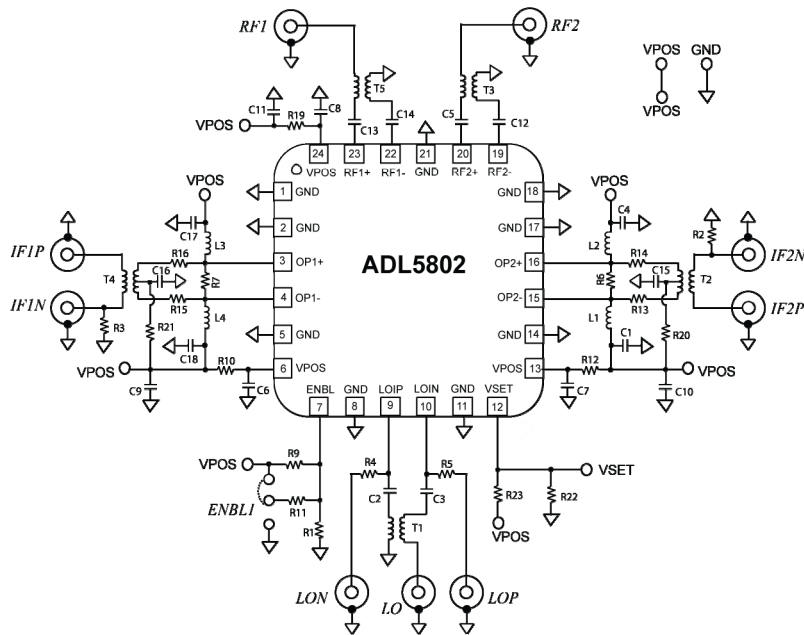 RF1
RF2
VPOS GND
VPOS
T5
T3
C11
C8
R19
VPOS
C13
C14
C5
C12
24 23 22 21 20 19
VPOS RF1+ RF1- GND RF2+ RF2-
VPOS
C17
L3
1 GND
GND 18
VPOS
C4
L2
R2
2 GND
GND 17
IF1P
T4
R16
C16
R7
3 OP1+
ADL5802
OP2+ 16
R14
R6
C15
T2
IF2N
IF1N
R3
R15
R21
L4
4 OP1-
OP2- 15
R13
L1
R20
IF2P
C18
5 GND
GND 14
C1
VPOS
C9
R10
C6
6 VPOS
VPOS 13
C7
R12
C10
VPOS
ENBL GND LOIP LOIN GND VSET
7 8 9 10 11 12
VPOS
R9
ENBL1
R11
R1
R4
C2
C3
R5
T1
R23
R22
VSET
VPOS
LON
LO
LOP